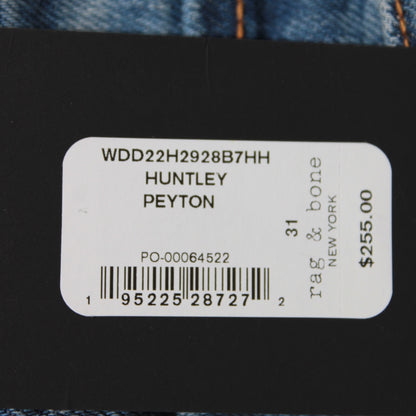 WDD22H2928B7HH
HUNTLEY
PEYTON
PO-00064522
1 95225 28727 2
31
rag & bone
NEW YORK
$255.00